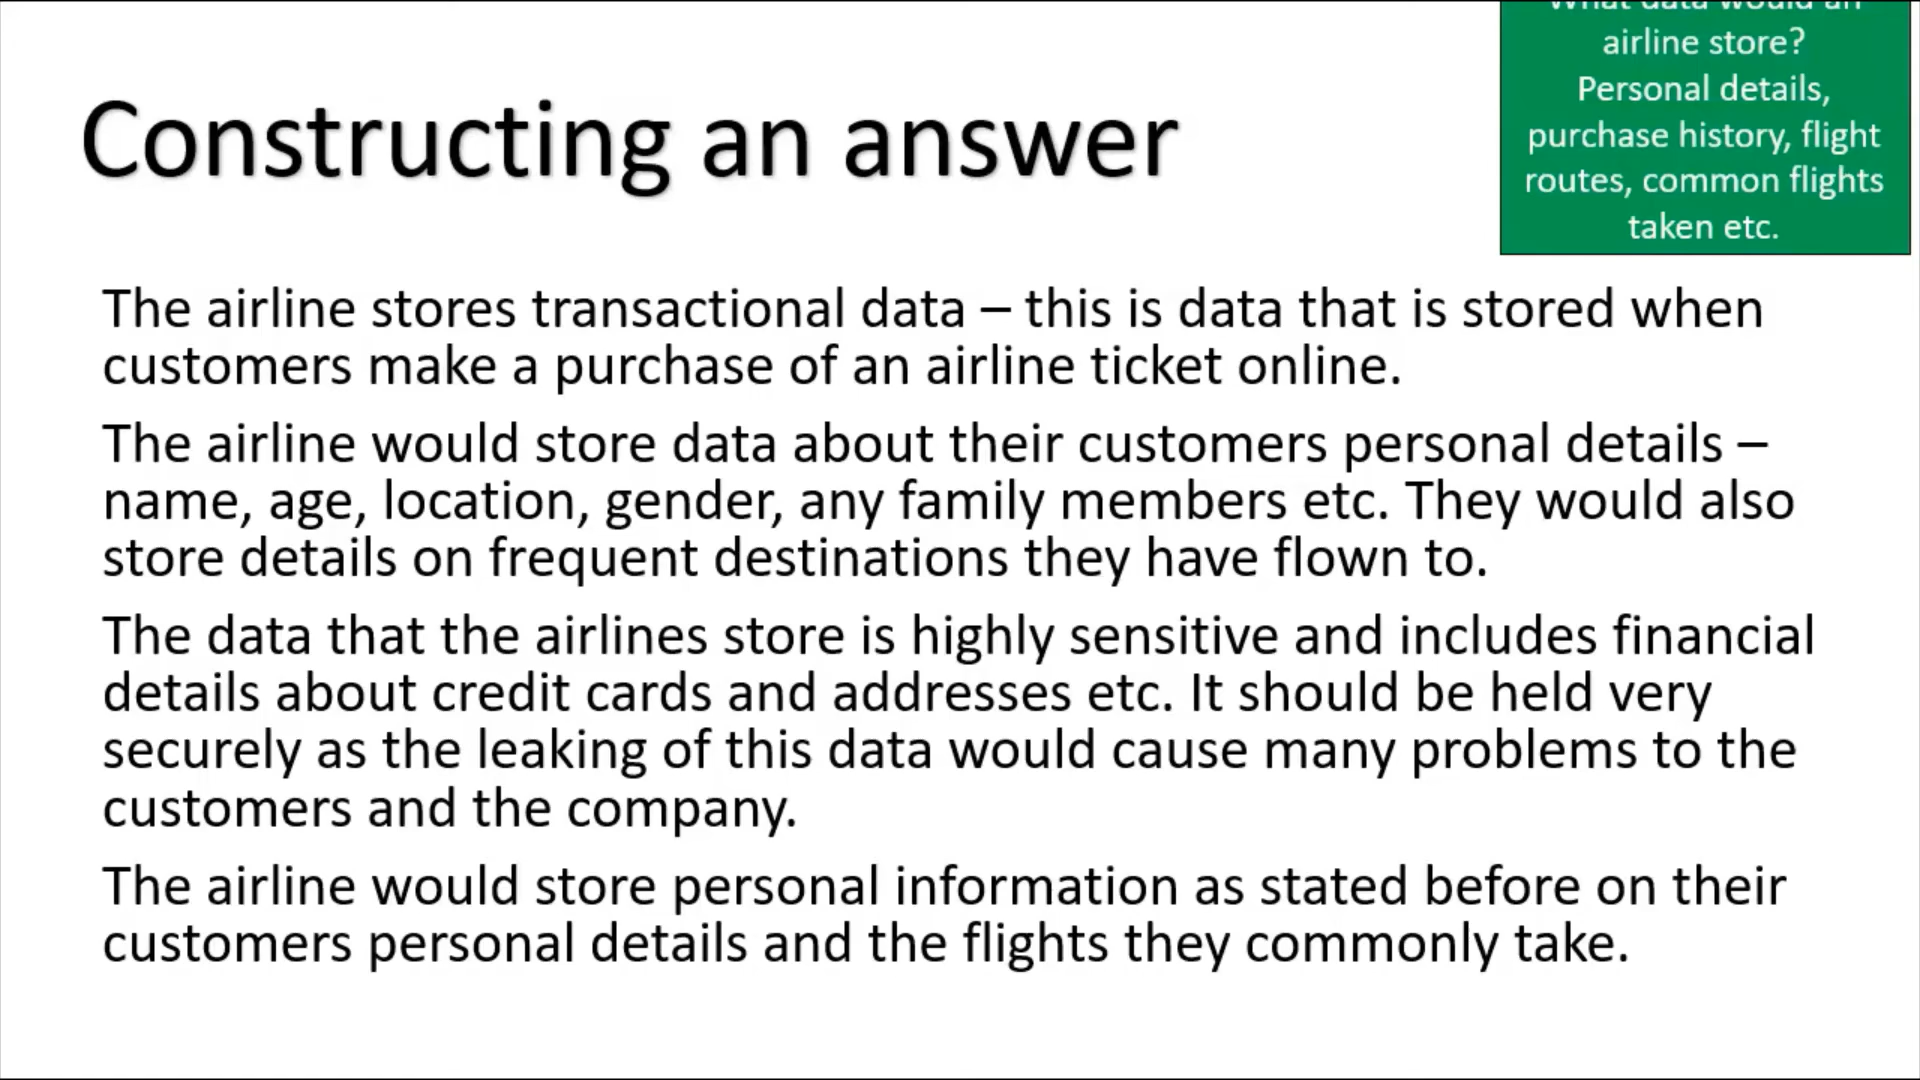 Constructing an answer
What data would an
airline store?
Personal details,
purchase history, flight
routes, common flights
taken etc.
The airline stores transactional data – this is data that is stored when
customers make a purchase of an airline ticket online.
The airline would store data about their customers personal details –
name, age, location, gender, any family members etc. They would also
store details on frequent destinations they have flown to.
The data that the airlines store is highly sensitive and includes financial
details about credit cards and addresses etc. It should be held very
securely as the leaking of this data would cause many problems to the
customers and the company.
The airline would store personal information as stated before on their
customers personal details and the flights they commonly take.